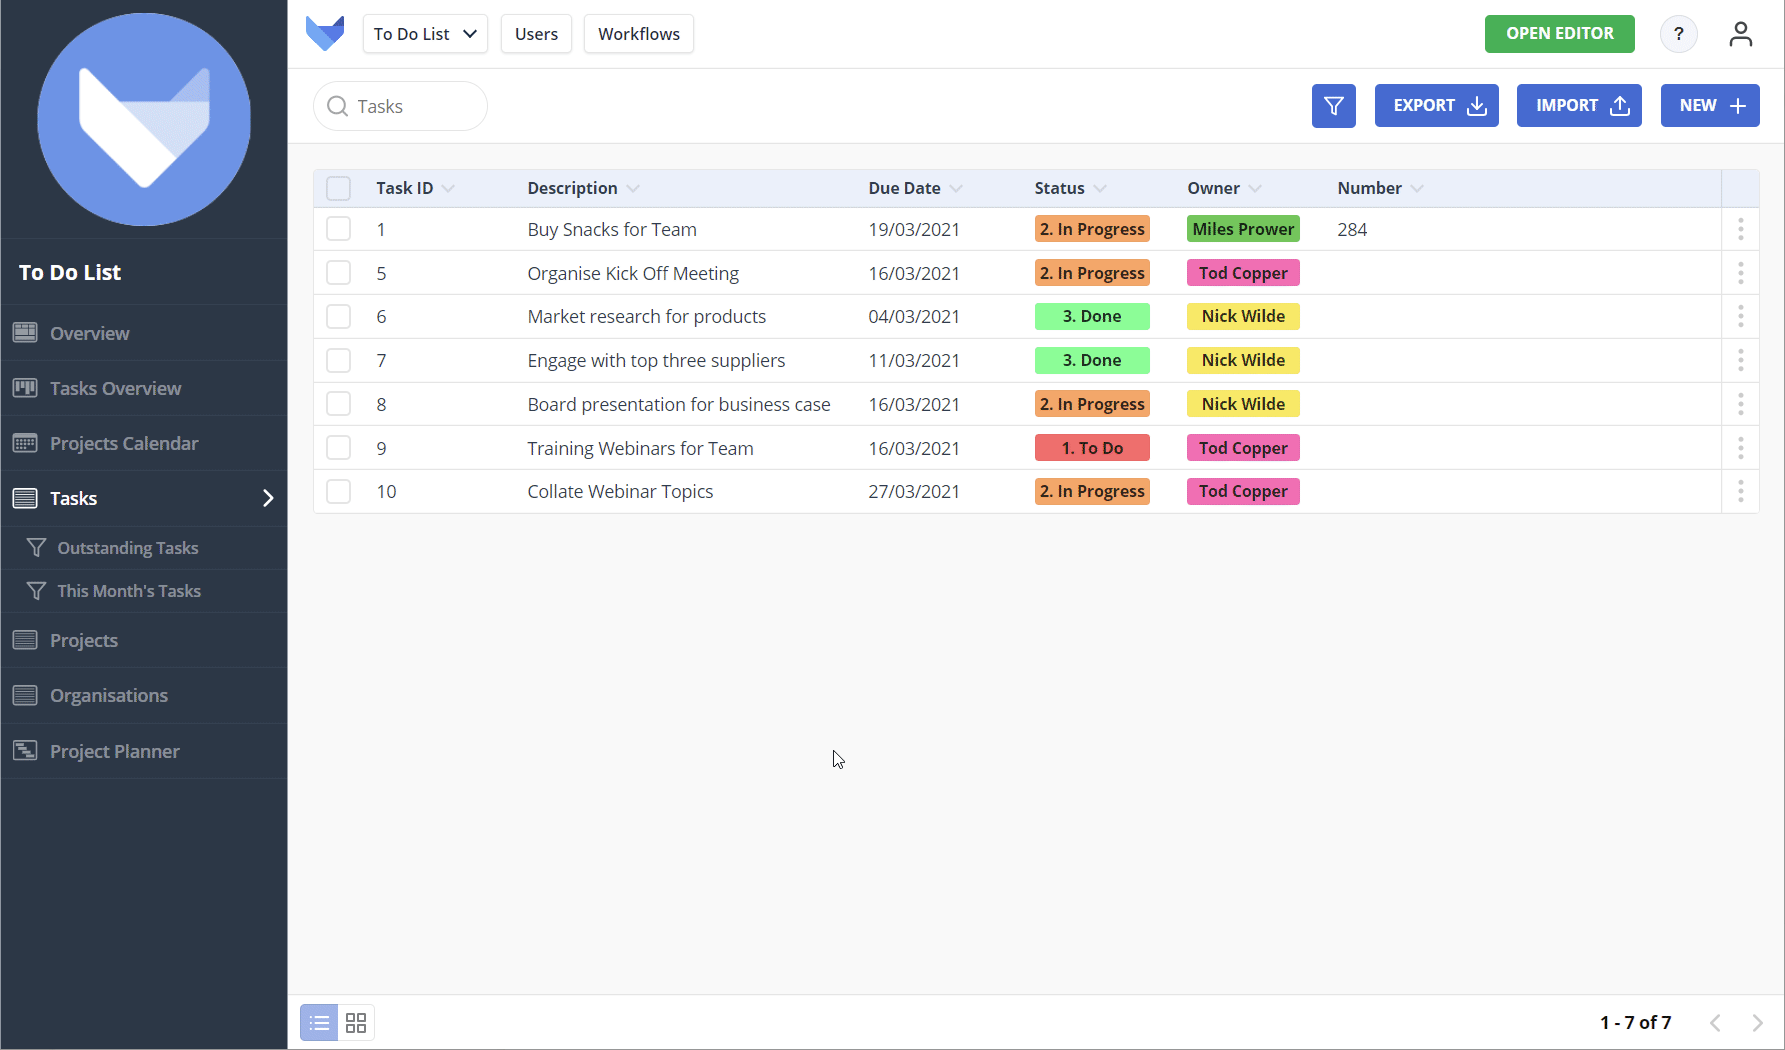 To Do List
Users
Workflows
OPEN EDITOR
?
Tasks
EXPORT
IMPORT
NEW
To Do List
Overview
Tasks Overview
Projects Calendar
Tasks
Outstanding Tasks
This Month's Tasks
Projects
Organisations
Project Planner
Task ID Description Due Date Status Owner Number
1 Buy Snacks for Team 19/03/2021 2. In Progress Miles Prower 284
5 Organise Kick Off Meeting 16/03/2021 2. In Progress Tod Copper
6 Market research for products 04/03/2021 3. Done Nick Wilde
7 Engage with top three suppliers 11/03/2021 3. Done Nick Wilde
8 Board presentation for business case 16/03/2021 2. In Progress Nick Wilde
9 Training Webinars for Team 16/03/2021 1. To Do Tod Copper
10 Collate Webinar Topics 27/03/2021 2. In Progress Tod Copper
1 - 7 of 7